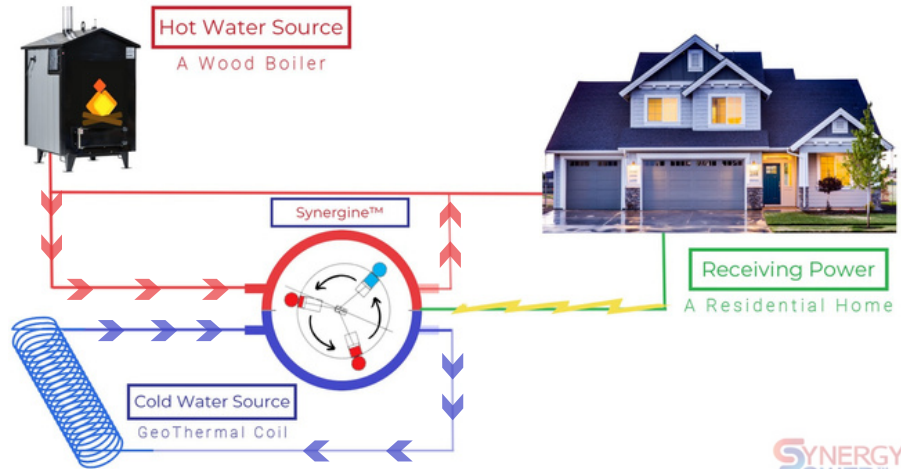 Hot Water Source
A Wood Boiler
Synergine™
Receiving Power
A Residential Home
Cold Water Source
GeoThermal Coil
SYNERGY